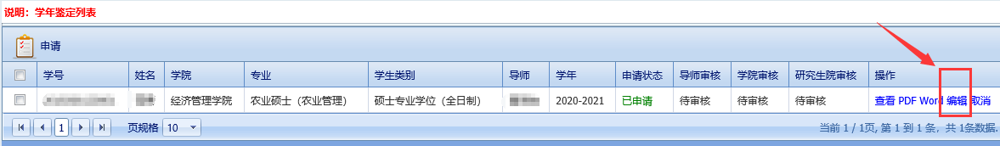 说明：学年鉴定列表
申请
学号 姓名 学院 专业 学生类别 导师 学年 申请状态 导师审核 学院审核 研究生院审核 操作
经济管理学院 农业硕士（农业管理） 硕士专业学位（全日制） 2020-2021 已申请 待审核 待审核 待审核 查看 PDF Word 编辑 取消
1 页规格 10 当前 1 / 1页, 第 1 到 1 条，共 1条数据.